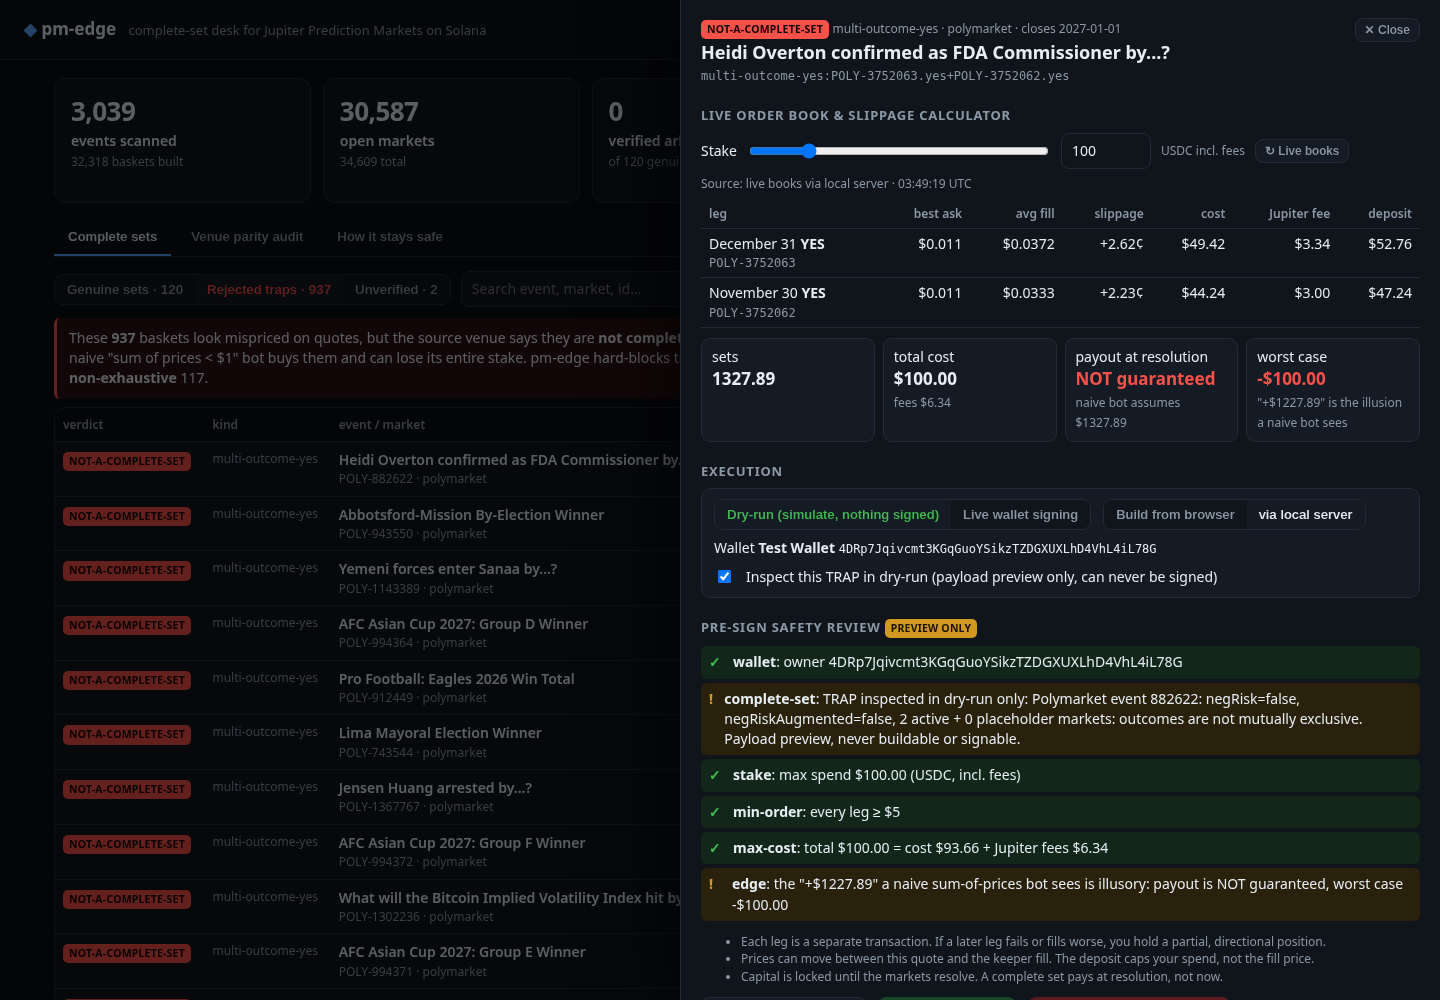 ◆ pm-edge complete-set desk for Jupiter Prediction Markets on Solana
3,039
events scanned
32,318 baskets built
30,587
open markets
34,609 total
0
verified
of 120
Complete sets Venue parity audit How it stays safe
Genuine sets · 120 Rejected traps · 937 Unverified · 2 Search event, market, id...
These 937 baskets look mispriced on quotes, but the source venue says they are not
naive "sum of prices < $1" bot buys them and can lose its entire stake. pm-edge hard-blocks
non-exhaustive 117.
verdict kind event / market
NOT-A-COMPLETE-SET multi-outcome-yes Heidi Overton confirmed as FDA Commissioner by...
POLY-882622 · polymarket
NOT-A-COMPLETE-SET multi-outcome-yes Abbotsford-Mission By-Election Winner
POLY-943550 · polymarket
NOT-A-COMPLETE-SET multi-outcome-yes Yemeni forces enter Sanaa by...?
POLY-1143389 · polymarket
NOT-A-COMPLETE-SET multi-outcome-yes AFC Asian Cup 2027: Group D Winner
POLY-994364 · polymarket
NOT-A-COMPLETE-SET multi-outcome-yes Pro Football: Eagles 2026 Win Total
POLY-912449 · polymarket
NOT-A-COMPLETE-SET multi-outcome-yes Lima Mayoral Election Winner
POLY-743544 · polymarket
NOT-A-COMPLETE-SET multi-outcome-yes Jensen Huang arrested by...?
POLY-1367767 · polymarket
NOT-A-COMPLETE-SET multi-outcome-yes AFC Asian Cup 2027: Group F Winner
POLY-994372 · polymarket
NOT-A-COMPLETE-SET multi-outcome-yes What will the Bitcoin Implied Volatility Index hit by
POLY-1302236 · polymarket
NOT-A-COMPLETE-SET multi-outcome-yes AFC Asian Cup 2027: Group E Winner
POLY-994371 · polymarket
NOT-A-COMPLETE-SET multi-outcome-yes · polymarket · closes 2027-01-01
✕ Close
Heidi Overton confirmed as FDA Commissioner by...?
multi-outcome-yes:POLY-3752063.yes+POLY-3752062.yes
LIVE ORDER BOOK & SLIPPAGE CALCULATOR
Stake 100 USDC incl. fees ↻ Live books
Source: live books via local server · 03:49:19 UTC
leg best ask avg fill slippage cost Jupiter fee deposit
December 31 YES $0.011 $0.0372 +2.62¢ $49.42 $3.34 $52.76
POLY-3752063
November 30 YES $0.011 $0.0333 +2.23¢ $44.24 $3.00 $47.24
POLY-3752062
sets
1327.89
total cost
$100.00
fees $6.34
payout at resolution
NOT guaranteed
naive bot assumes
$1327.89
worst case
-$100.00
"+$1227.89" is the illusion
a naive bot sees
EXECUTION
Dry-run (simulate, nothing signed) Live wallet signing Build from browser via local server
Wallet Test Wallet 4DRp7Jqivcmt3KGqGuoYSikzTZDGXUXLhD4VhL4iL78G
Inspect this TRAP in dry-run (payload preview only, can never be signed)
PRE-SIGN SAFETY REVIEW PREVIEW ONLY
✓ wallet: owner 4DRp7Jqivcmt3KGqGuoYSikzTZDGXUXLhD4VhL4iL78G
! complete-set: TRAP inspected in dry-run only: Polymarket event 882622: negRisk=false,
negRiskAugmented=false, 2 active + 0 placeholder markets: outcomes are not mutually exclusive.
Payload preview, never buildable or signable.
✓ stake: max spend $100.00 (USDC, incl. fees)
✓ min-order: every leg ≥ $5
✓ max-cost: total $100.00 = cost $93.66 + Jupiter fees $6.34
! edge: the "+$1227.89" a naive sum-of-prices bot sees is illusory: payout is NOT guaranteed, worst case
-$100.00
• Each leg is a separate transaction. If a later leg fails or fills worse, you hold a partial, directional position.
• Prices can move between this quote and the keeper fill. The deposit caps your spend, not the fill price.
• Capital is locked until the markets resolve. A complete set pays at resolution, not now.